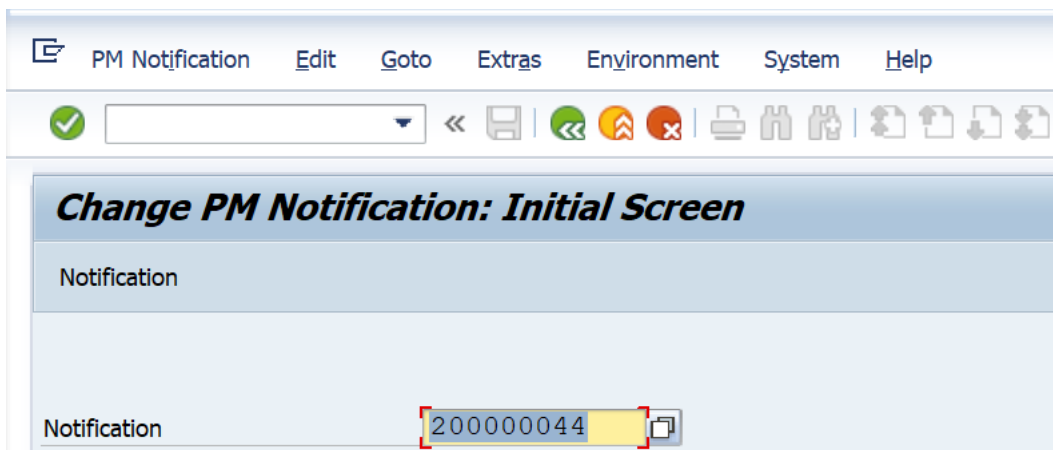 PM Notification Edit Goto Extras Environment System Help
Change PM Notification: Initial Screen
Notification
Notification 200000044